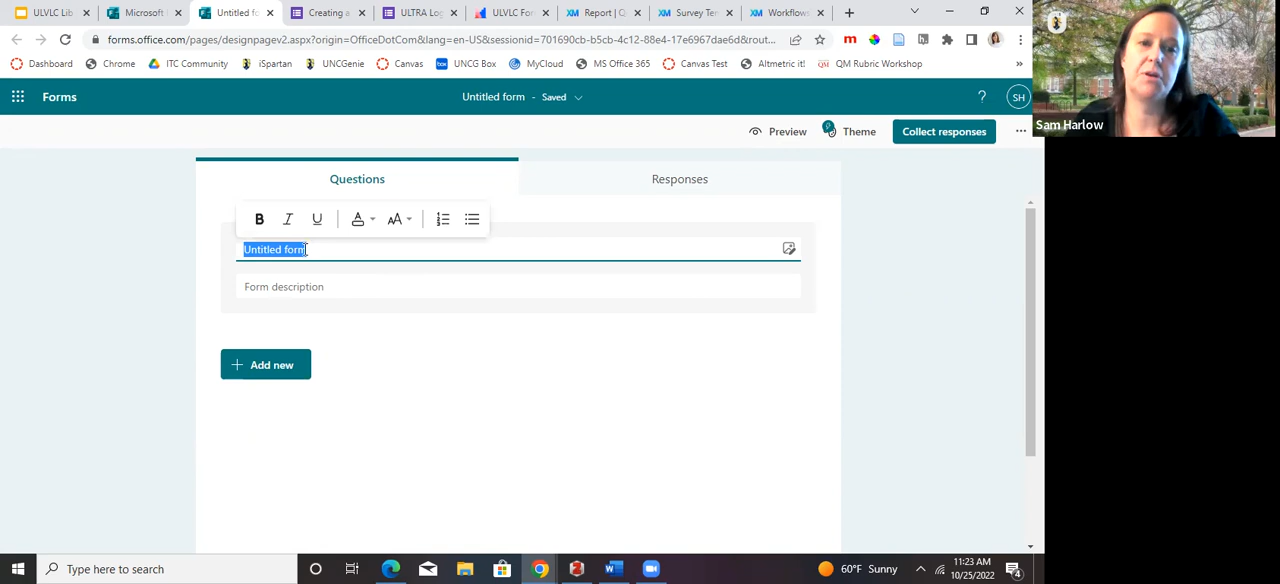 ULVLC Lib
Microsoft
Untitled fo
Creating a
ULTRA Log
ULVLC For
Report | Q
Survey Ter
Workflows
forms.office.com/pages/designpagev2.aspx?origin=OfficeDotCom&lang=en-US&sessionid=701690cb-b5cb-4c12-88e4-17e6967dae6d&rout...
Dashboard
Chrome
ITC Community
iSpartan
UNCGenie
Canvas
UNCG Box
MyCloud
MS Office 365
Canvas Test
Altmetric it!
QM Rubric Workshop
»
Forms
Untitled form - Saved
?
SH
Sam Harlow
Preview
Theme
Collect responses
...
Questions
Responses
B I U A AA
Untitled form
Form description
+ Add new
Type here to search
60°F Sunny
11:23 AM
10/25/2022
4